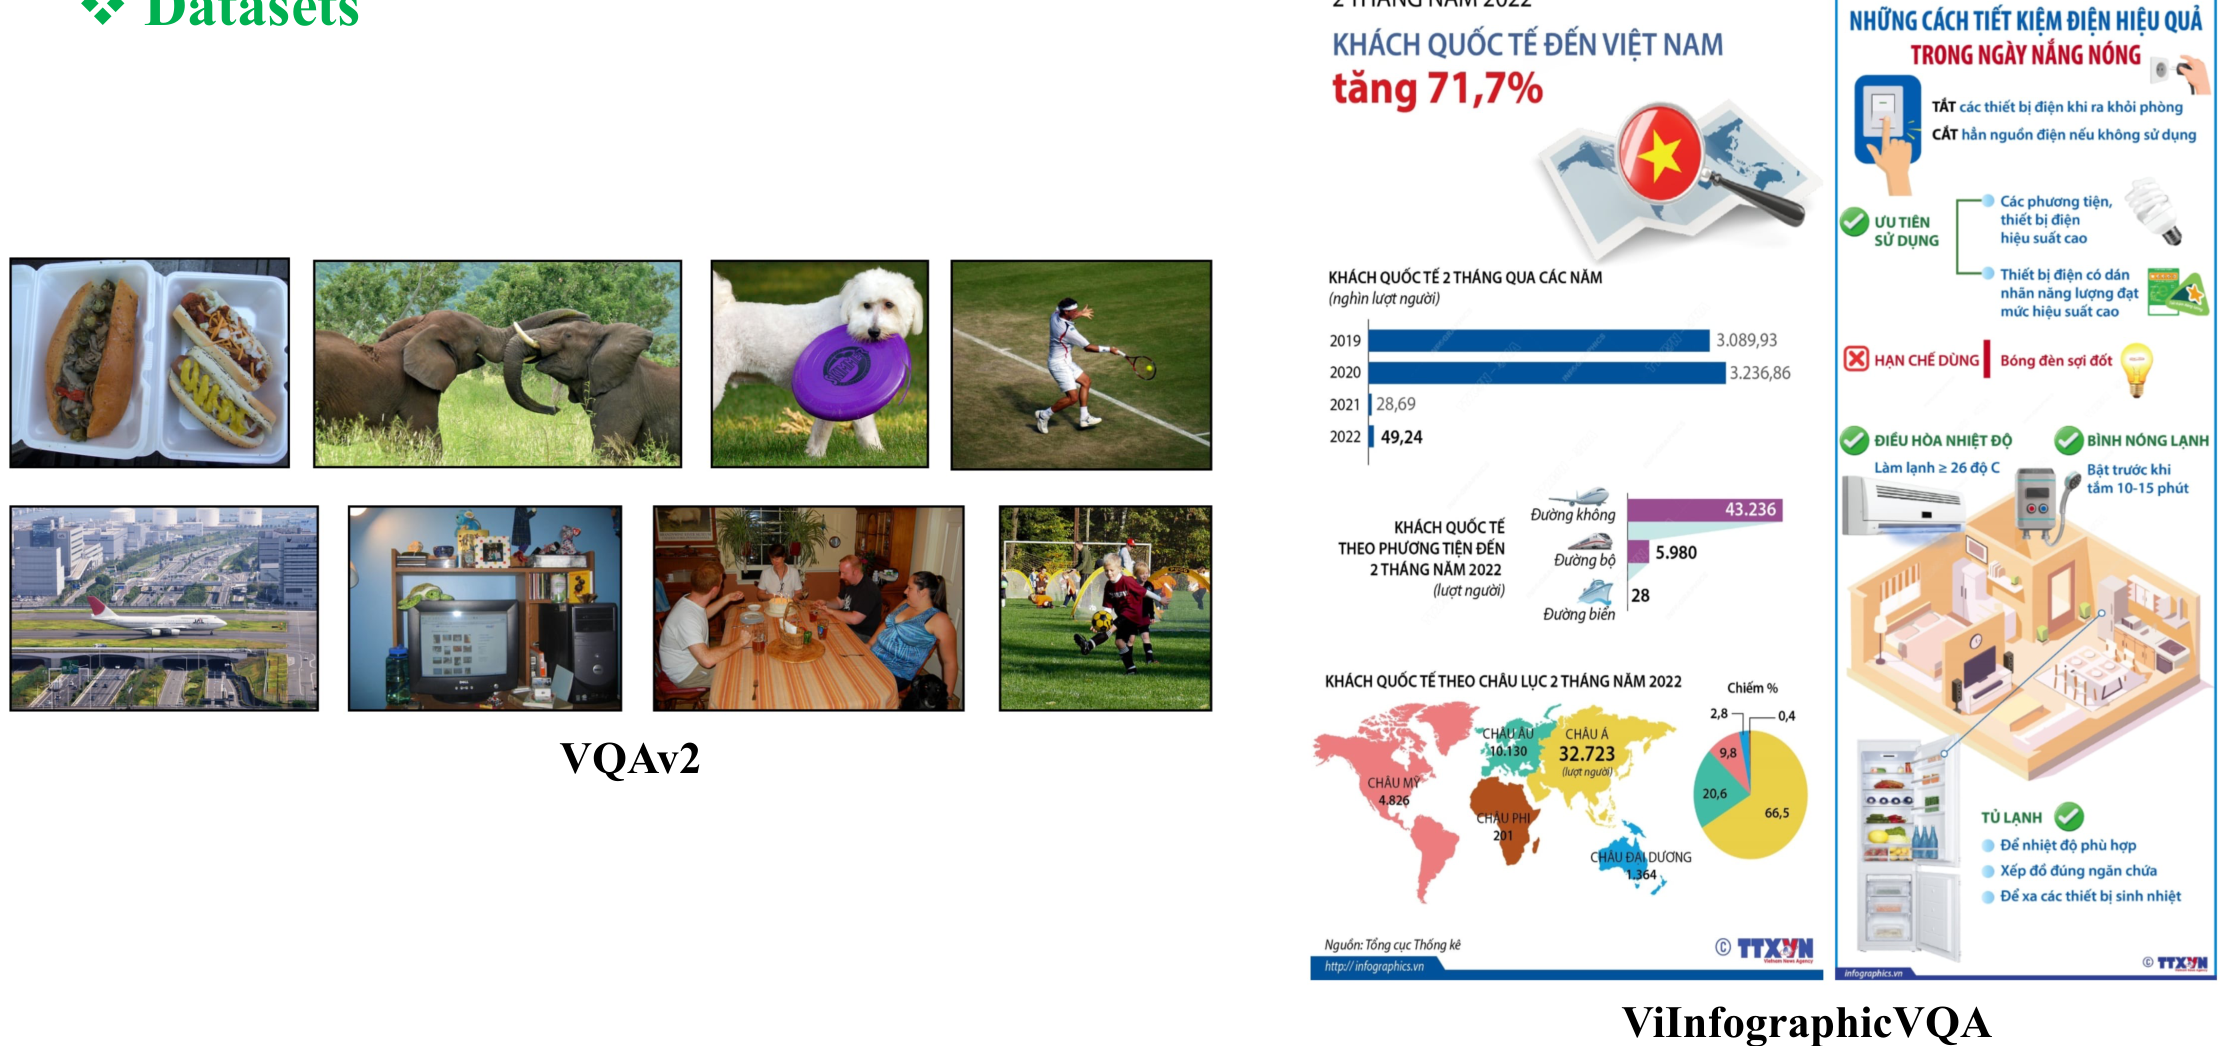 ❖ Datasets
VQAv2
2 THÁNG NĂM 2022
KHÁCH QUỐC TẾ ĐẾN VIỆT NAM
tăng 71,7%
KHÁCH QUỐC TẾ 2 THÁNG QUA CÁC NĂM
(nghìn lượt người)
2019 3.089,93
2020 3.236,86
2021 28,69
2022 49,24
KHÁCH QUỐC TẾ
THEO PHƯƠNG TIỆN ĐẾN
2 THÁNG NĂM 2022
(lượt người)
Đường không 43.236
Đường bộ 5.980
Đường biển 28
KHÁCH QUỐC TẾ THEO CHÂU LỤC 2 THÁNG NĂM 2022
CHÂU MỸ
4.826
CHÂU ÂU
10.130
CHÂU Á
32.723
(lượt người)
CHÂU PHI
201
CHÂU ĐẠI DƯƠNG
1.364
Chiếm %
2,8
0,4
9,8
20,6
66,5
Nguồn: Tổng cục Thống kê
http://infographics.vn
© TTXVN
Vietnam News Agency
NHỮNG CÁCH TIẾT KIỆM ĐIỆN HIỆU QUẢ
TRONG NGÀY NẮNG NÓNG
TẮT các thiết bị điện khi ra khỏi phòng
CẮT hẳn nguồn điện nếu không sử dụng
ƯU TIÊN
SỬ DỤNG
Các phương tiện,
thiết bị điện
hiệu suất cao
Thiết bị điện có dán
nhãn năng lượng đạt
mức hiệu suất cao
HẠN CHẾ DÙNG
Bóng đèn sợi đốt
ĐIỀU HÒA NHIỆT ĐỘ
Làm lạnh ≥ 26 độ C
BÌNH NÓNG LẠNH
Bật trước khi
tắm 10-15 phút
TỦ LẠNH
Để nhiệt độ phù hợp
Xếp đồ đúng ngăn chứa
Để xa các thiết bị sinh nhiệt
infographics.vn
© TTXVN
ViInfographicVQA